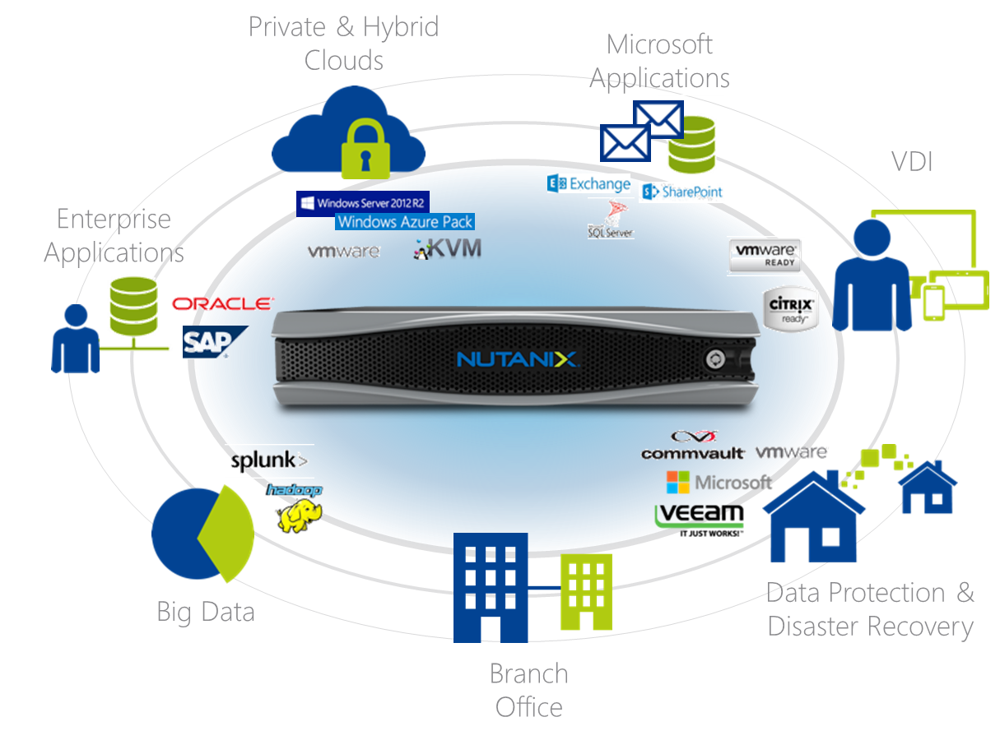 Private & Hybrid
Clouds
Microsoft
Applications
VDI
Enterprise
Applications
Windows Server 2012 R2
Windows Azure Pack
vmware
KVM
Exchange
SharePoint
SQL Server
vmware
READY
CITRIX
ready
ORACLE
SAP
NUTANIX
splunk>
hadoop
commvault
vmware
Microsoft
veeam
IT JUST WORKS!™
Big Data
Data Protection &
Disaster Recovery
Branch
Office